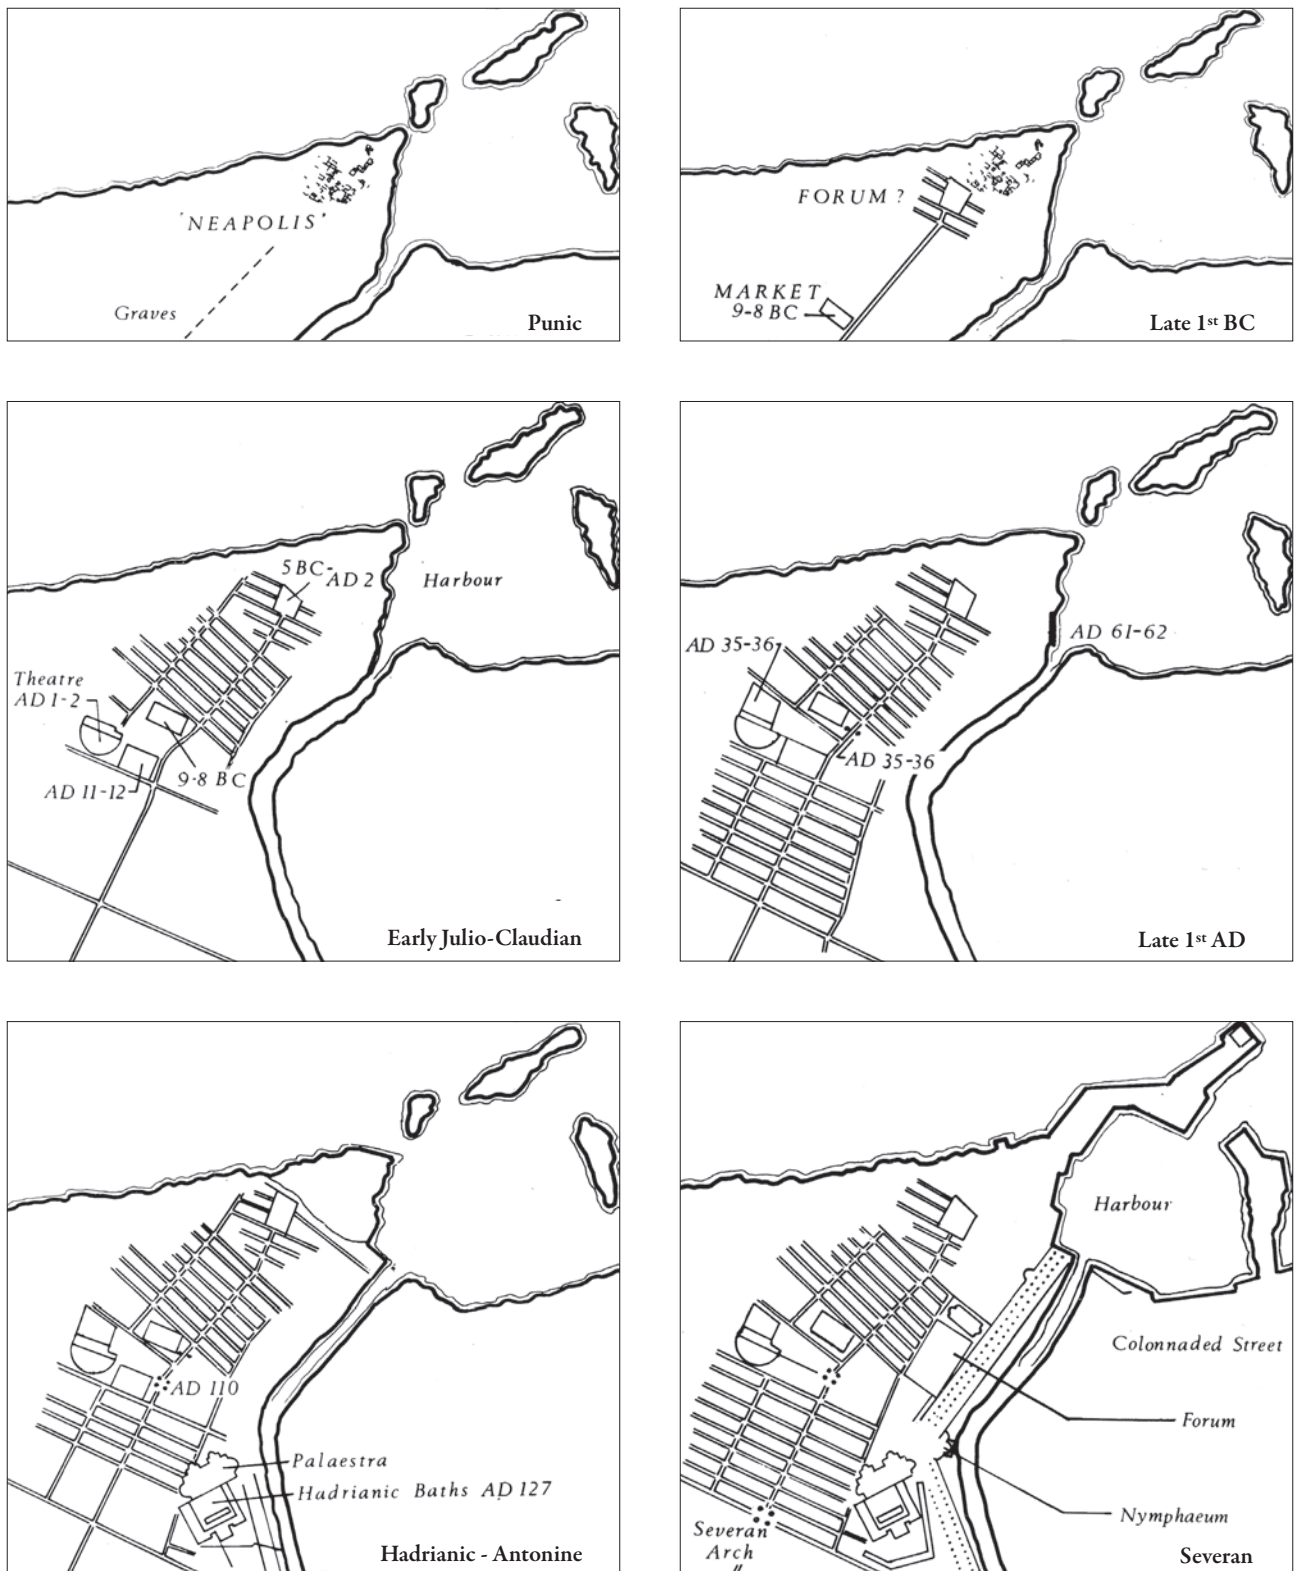 'NEAPOLIS'
Graves
Punic
FORUM ?
MARKET
9-8 BC
Late 1st BC
5 BC-
AD 2
Harbour
Theatre
AD 1-2
9-8 BC
AD 11-12
Early Julio-Claudian
AD 35-36
AD 61-62
AD 35-36
Late 1st AD
AD 110
Palaestra
Hadrianic Baths AD 127
Hadrianic - Antonine
Harbour
Colonnaded Street
Forum
Nymphaeum
Severan
Arch
Severan